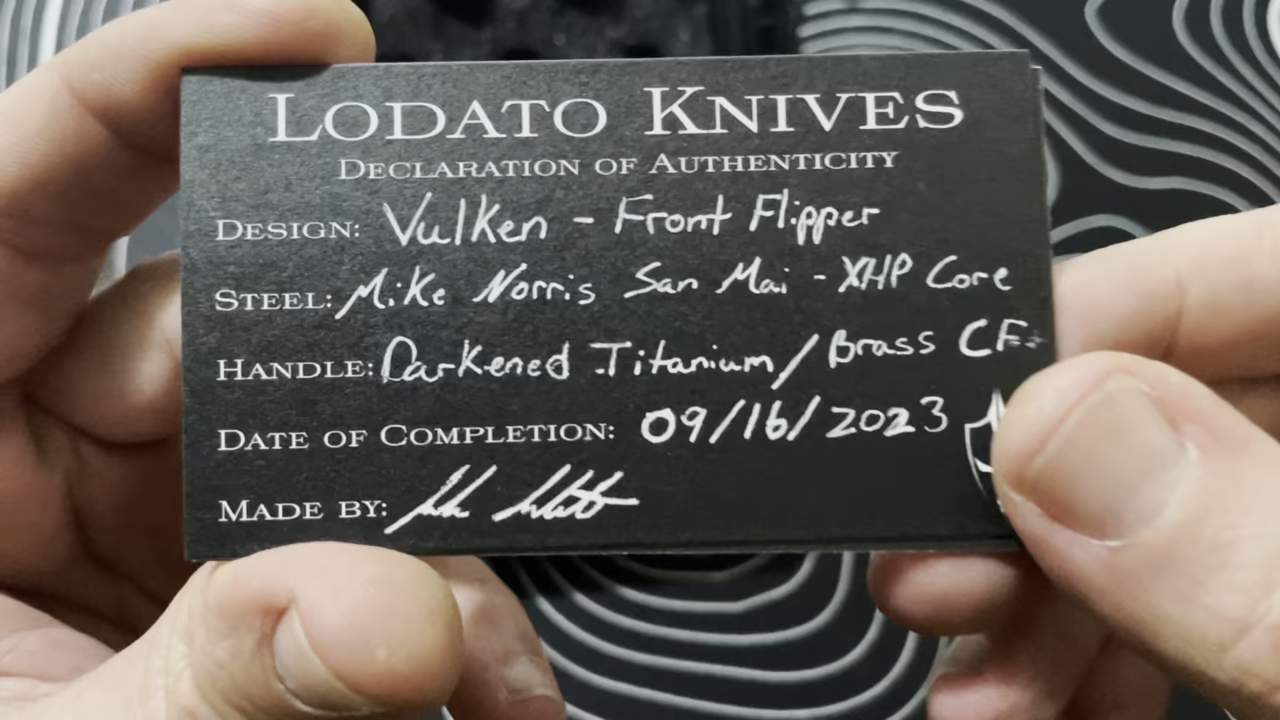 LODATO KNIVES
DECLARATION OF AUTHENTICITY
DESIGN: Vulken - Front Flipper
STEEL: Mike Norris San Mai - XHP Core
HANDLE: Darkened Titanium/Brass CF
DATE OF COMPLETION: 09/16/2023
MADE BY: